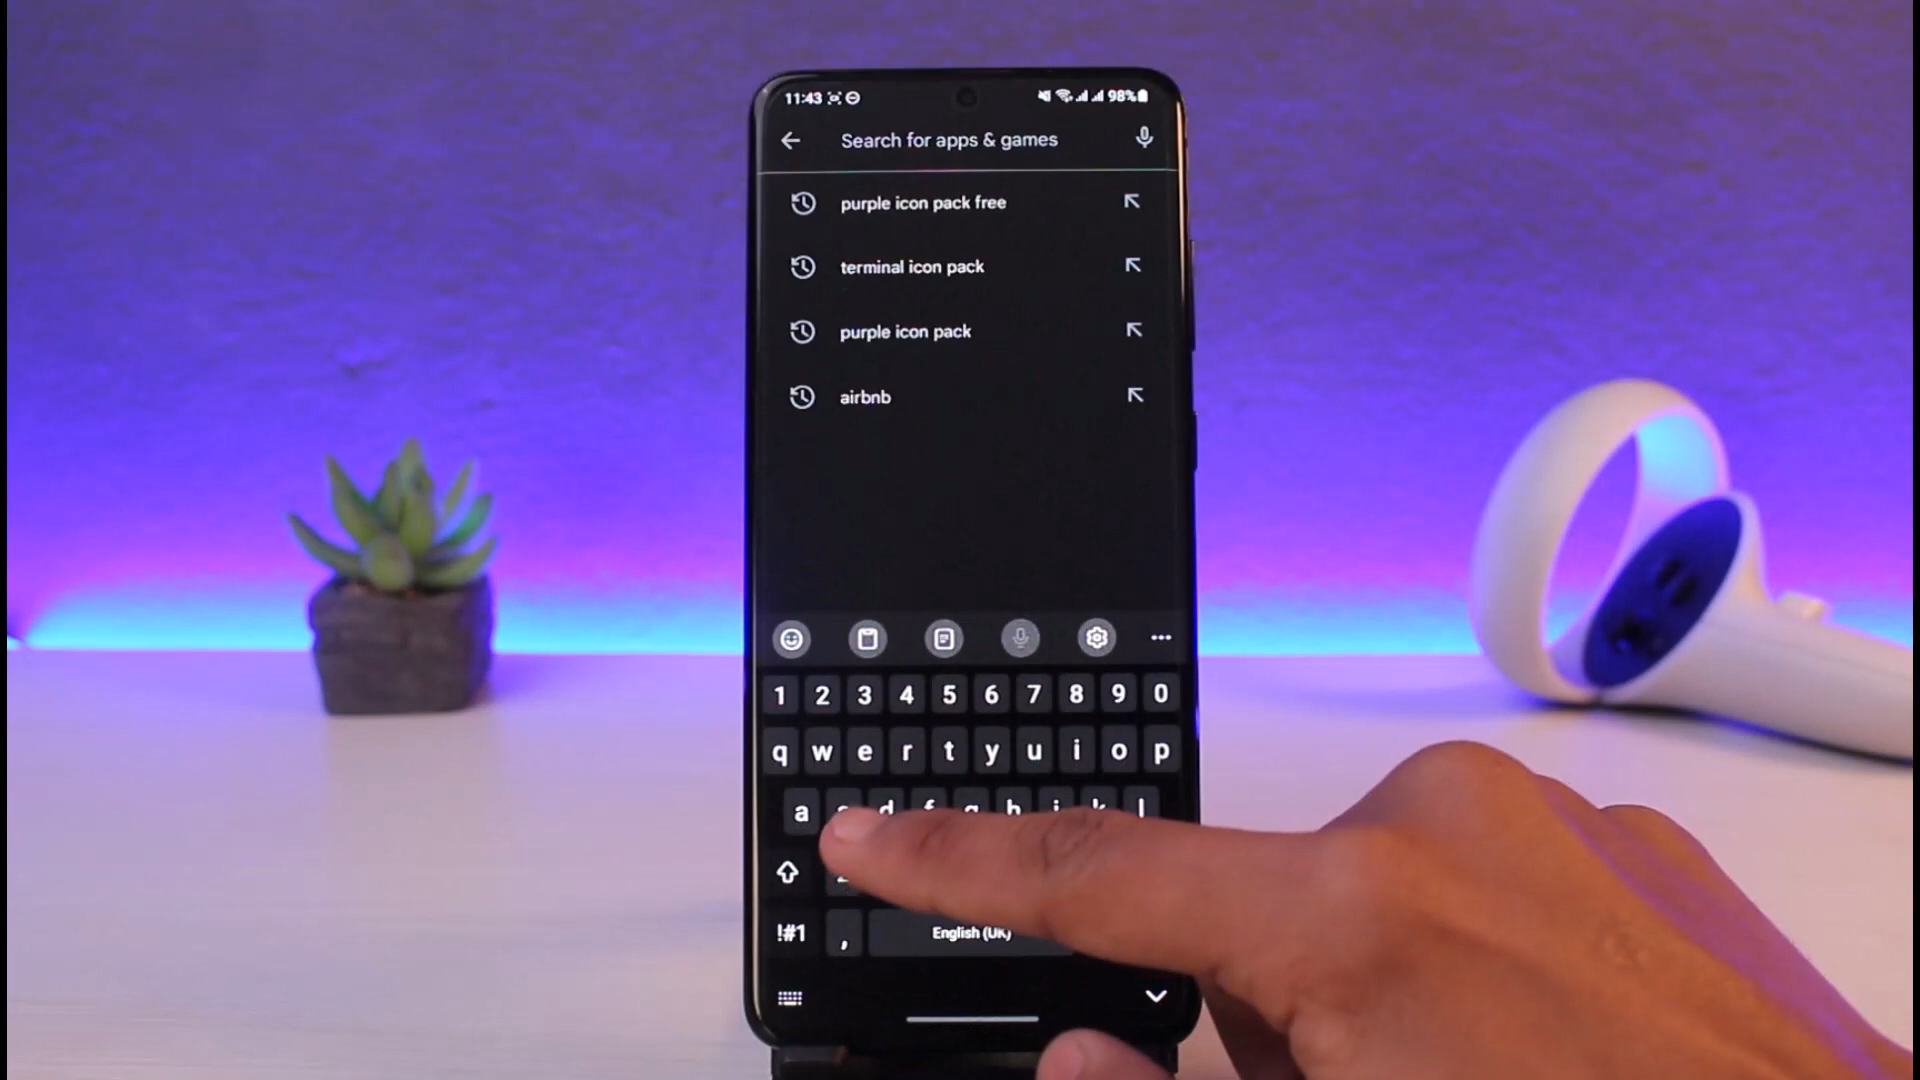 11:43 98%
Search for apps & games
purple icon pack free
terminal icon pack
purple icon pack
airbnb
1 2 3 4 5 6 7 8 9 0
q w e r t y u i o p
a d f g h j k l
!#1 , English (UK)